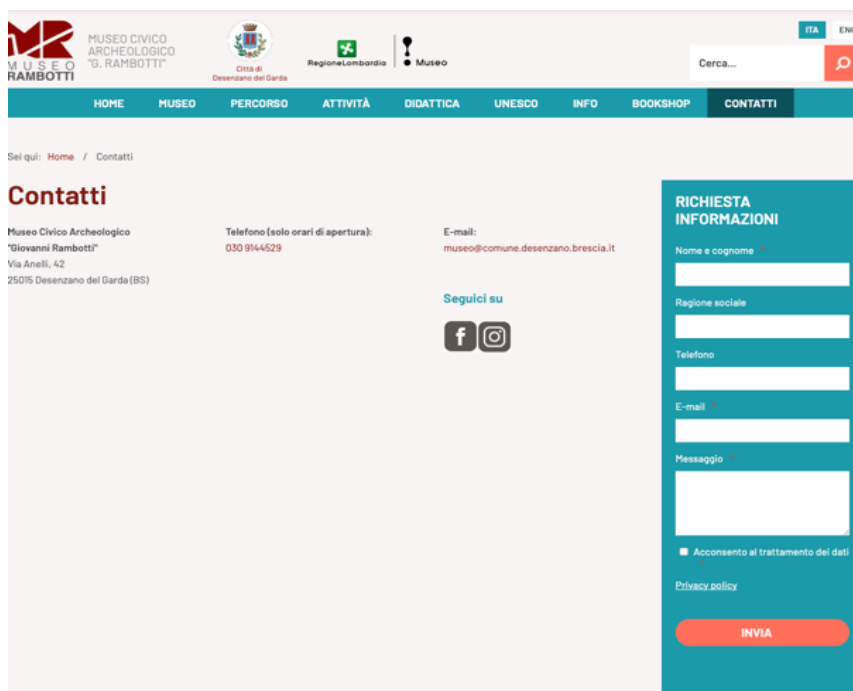 MUSEO
RAMBOTTI
MUSEO CIVICO
ARCHEOLOGICO
"G. RAMBOTTI"
Città di
Desenzano del Garda
RegioneLombardia
Museo
ITA
ENG
Cerca...
HOME
MUSEO
PERCORSO
ATTIVITÀ
DIDATTICA
UNESCO
INFO
BOOKSHOP
CONTATTI
Sei qui: Home / Contatti
Contatti
Museo Civico Archeologico
"Giovanni Rambotti"
Via Anelli, 42
25015 Desenzano del Garda (BS)
Telefono (solo orari di apertura):
030 9144529
E-mail:
museo@comune.desenzano.brescia.it
Seguici su
RICHIESTA
INFORMAZIONI
Nome e cognome *
Ragione sociale
Telefono
E-mail *
Messaggio *
Acconsento al trattamento dei dati
*
Privacy policy
INVIA